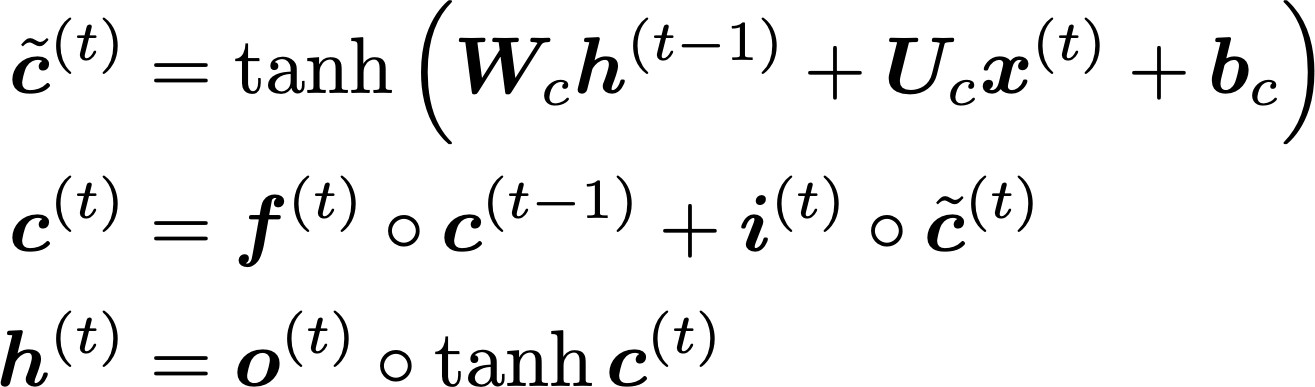 c̃^(t) = tanh (W_c h^(t−1) + U_c x^(t) + b_c)
c^(t) = f^(t) ∘ c^(t−1) + i^(t) ∘ c̃^(t)
h^(t) = o^(t) ∘ tanh c^(t)